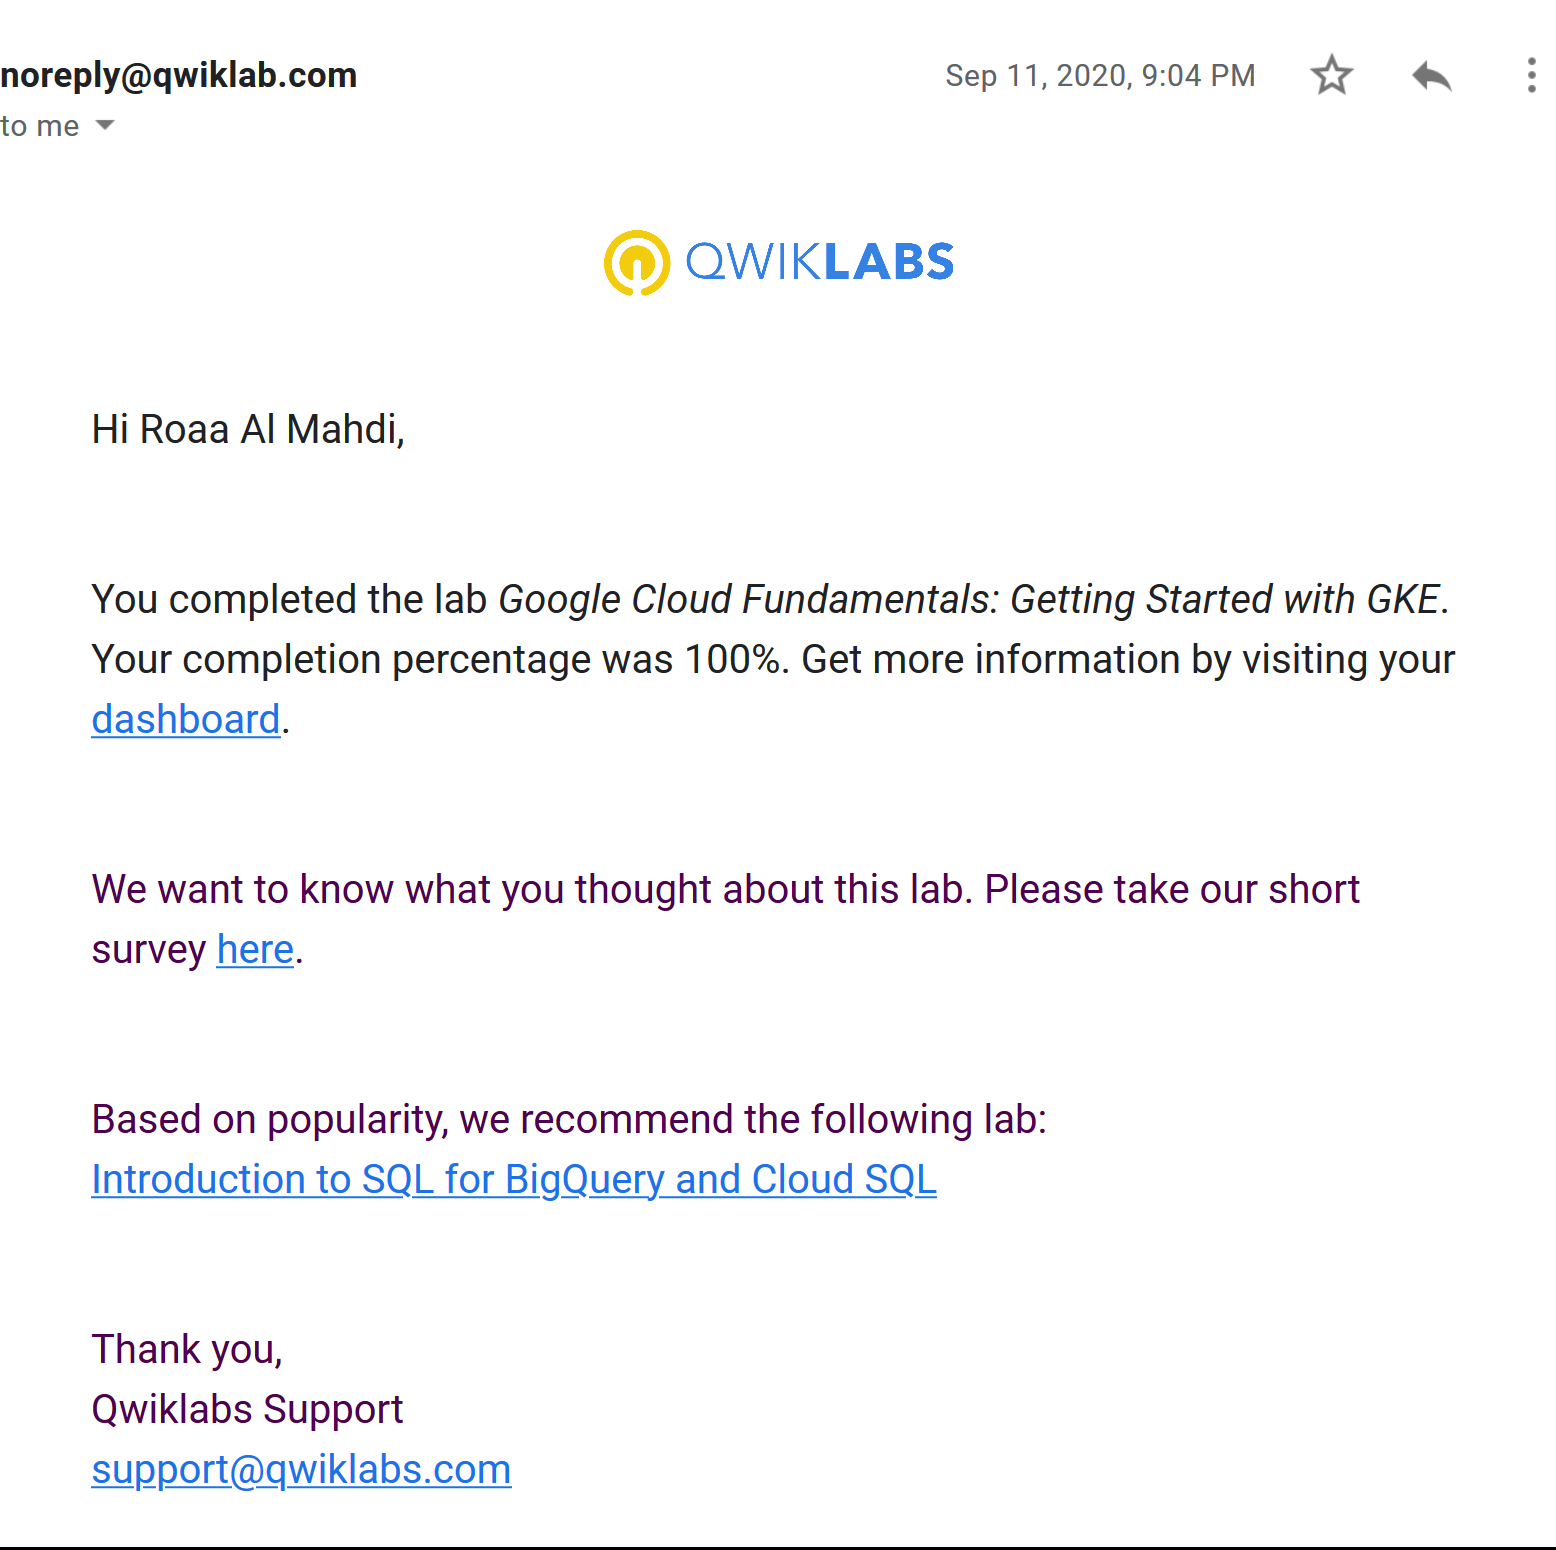 noreply@qwiklab.com
Sep 11, 2020, 9:04 PM
to me
QWIKLABS
Hi Roaa Al Mahdi,
You completed the lab Google Cloud Fundamentals: Getting Started with GKE.
Your completion percentage was 100%. Get more information by visiting your
dashboard.
We want to know what you thought about this lab. Please take our short
survey here.
Based on popularity, we recommend the following lab:
Introduction to SQL for BigQuery and Cloud SQL
Thank you,
Qwiklabs Support
support@qwiklabs.com